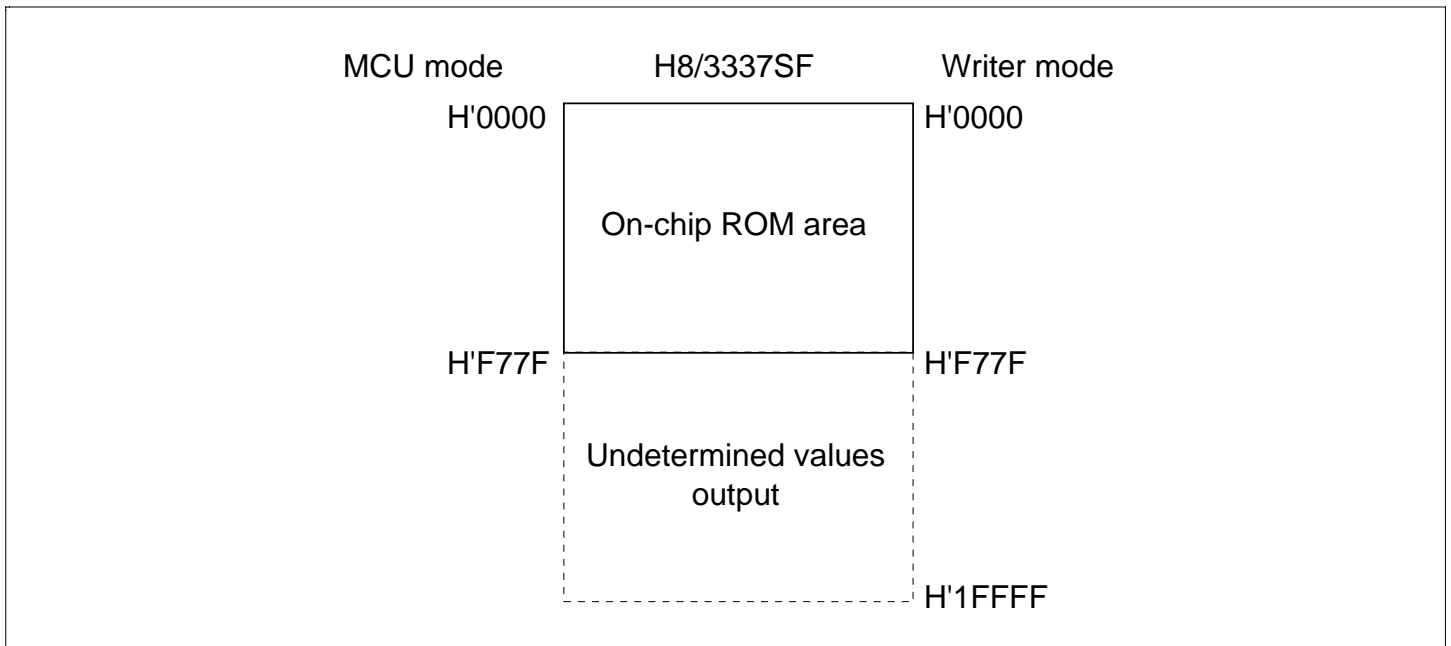 MCU mode H8/3337SF Writer mode
H'0000 H'0000
On-chip ROM area
H'F77F H'F77F
Undetermined values
output
H'1FFFF